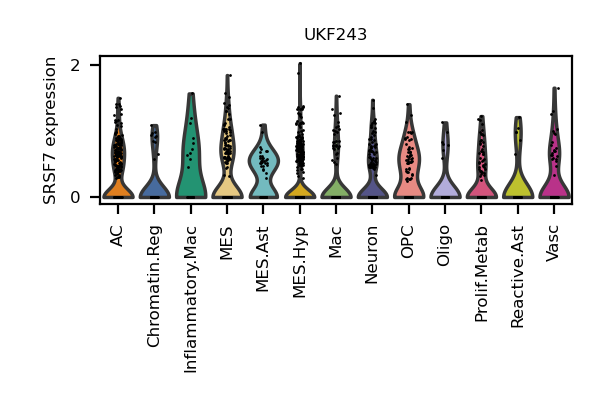 UKF243
SRSF7 expression
2
0
AC
Chromatin.Reg
Inflammatory.Mac
MES
MES.Ast
MES.Hyp
Mac
Neuron
OPC
Oligo
Prolif.Metab
Reactive.Ast
Vasc